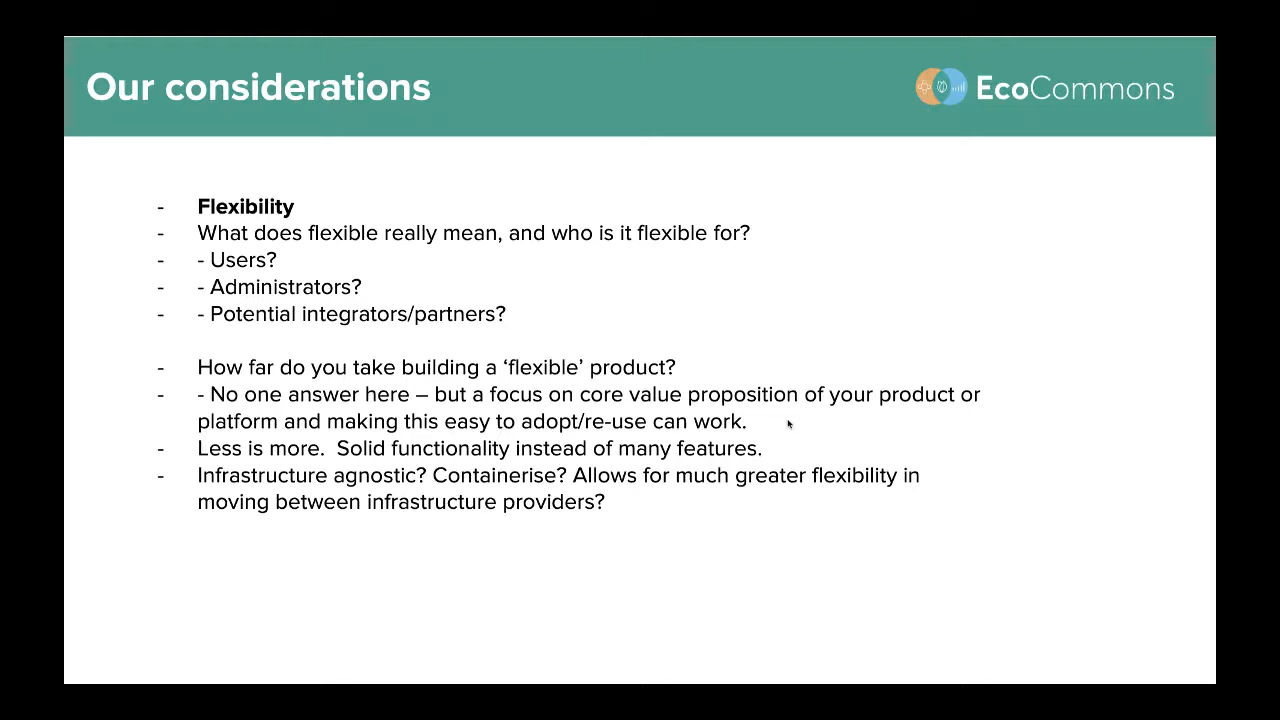 Our considerations
EcoCommons
- Flexibility
- What does flexible really mean, and who is it flexible for?
- - Users?
- - Administrators?
- - Potential integrators/partners?
- How far do you take building a ‘flexible’ product?
- - No one answer here – but a focus on core value proposition of your product or
platform and making this easy to adopt/re-use can work.
- Less is more.  Solid functionality instead of many features.
- Infrastructure agnostic? Containerise? Allows for much greater flexibility in
moving between infrastructure providers?